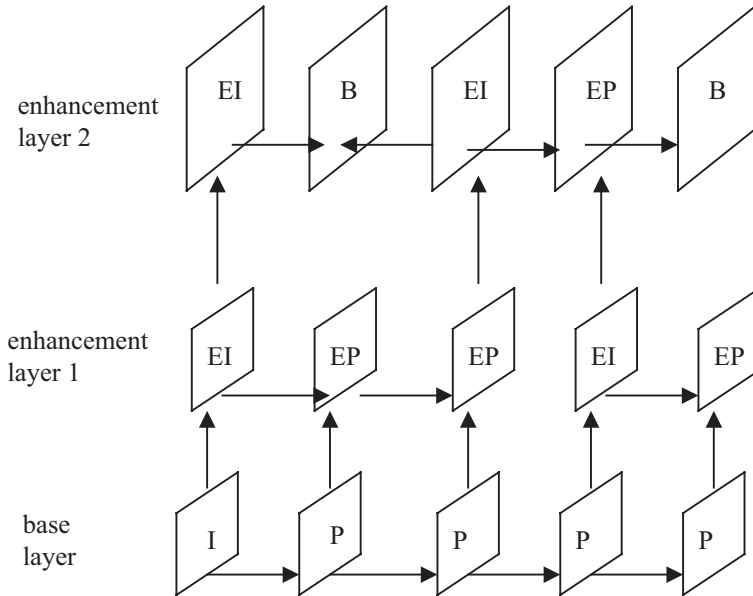 enhancement
layer 2
EI
B
EI
EP
B
enhancement
layer 1
EI
EP
EP
EI
EP
base
layer
I
P
P
P
P